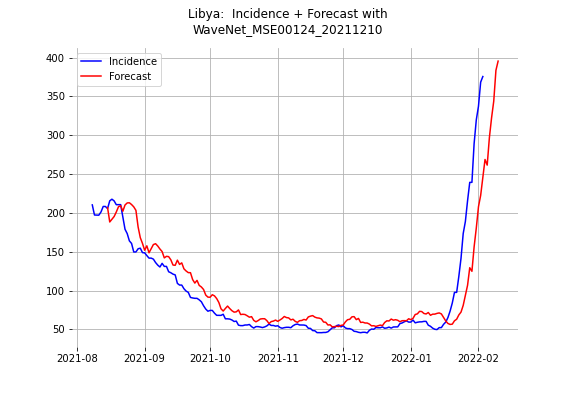 Libya:  Incidence + Forecast with
WaveNet_MSE00124_20211210
Incidence
Forecast
400
350
300
250
200
150
100
50
2021-08 2021-09 2021-10 2021-11 2021-12 2022-01 2022-02